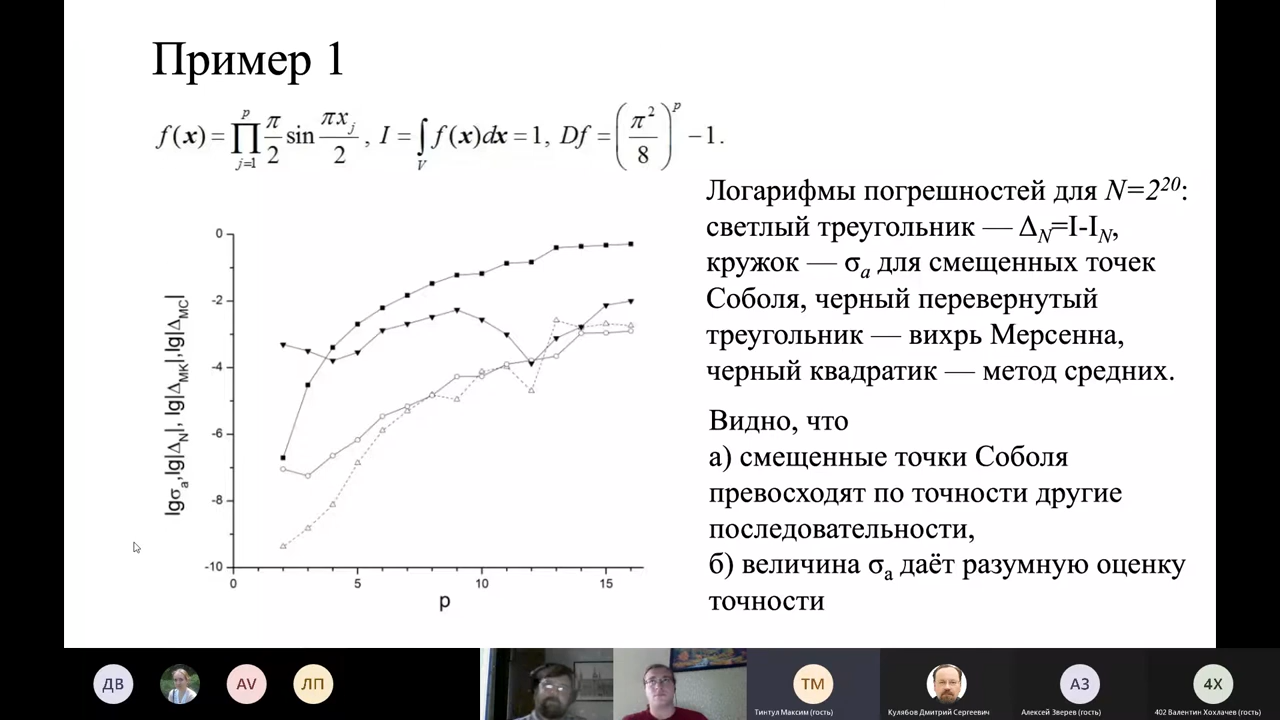 Пример 1
f(x) = ∏_{j=1}^{p} π/2 sin πx_j/2 , I = ∫_V f(x)dx = 1, Df = (π²/8)^p − 1.
Логарифмы погрешностей для N=2²⁰:
светлый треугольник — Δ_N=I-I_N,
кружок — σ_a для смещенных точек
Соболя, черный перевернутый
треугольник — вихрь Мерсенна,
черный квадратик — метод средних.
Видно, что
а) смещенные точки Соболя
превосходят по точности другие
последовательности,
б) величина σ_a даёт разумную оценку
точности
lgσ_a,lg|Δ_N|, lg|Δ_МК|,lg|Δ_МС|
0
-2
-4
-6
-8
-10
0 5 10 15
p
ДВ
AV
ЛП
ТМ
Тинтул Максим (гость)
Кулябов Дмитрий Сергеевич
АЗ
Алексей Зверев (гость)
4Х
402 Валентин Хохлачев (гость)